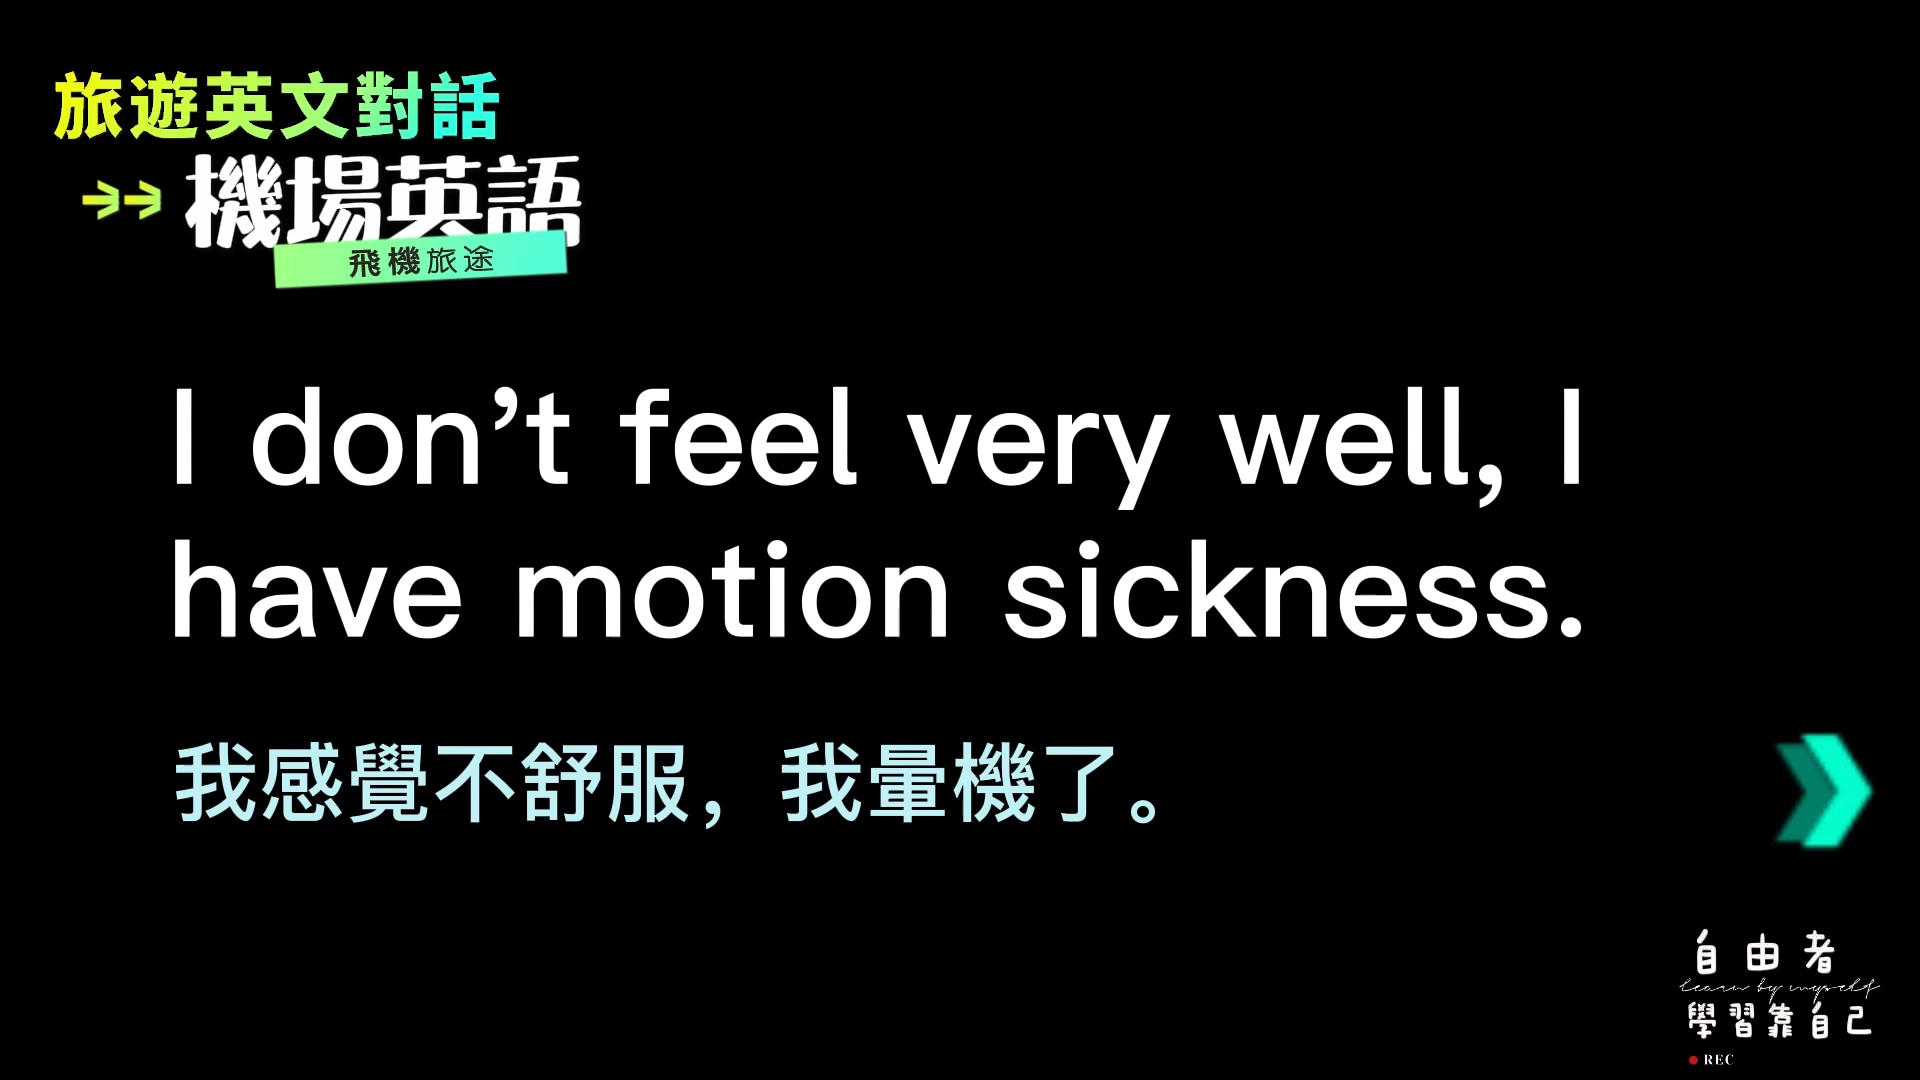 旅遊英文對話
機場英語
飛機旅途
I don’t feel very well, I
have motion sickness.
我感覺不舒服，我暈機了。
自由者
learn by myself
學習靠自己
REC